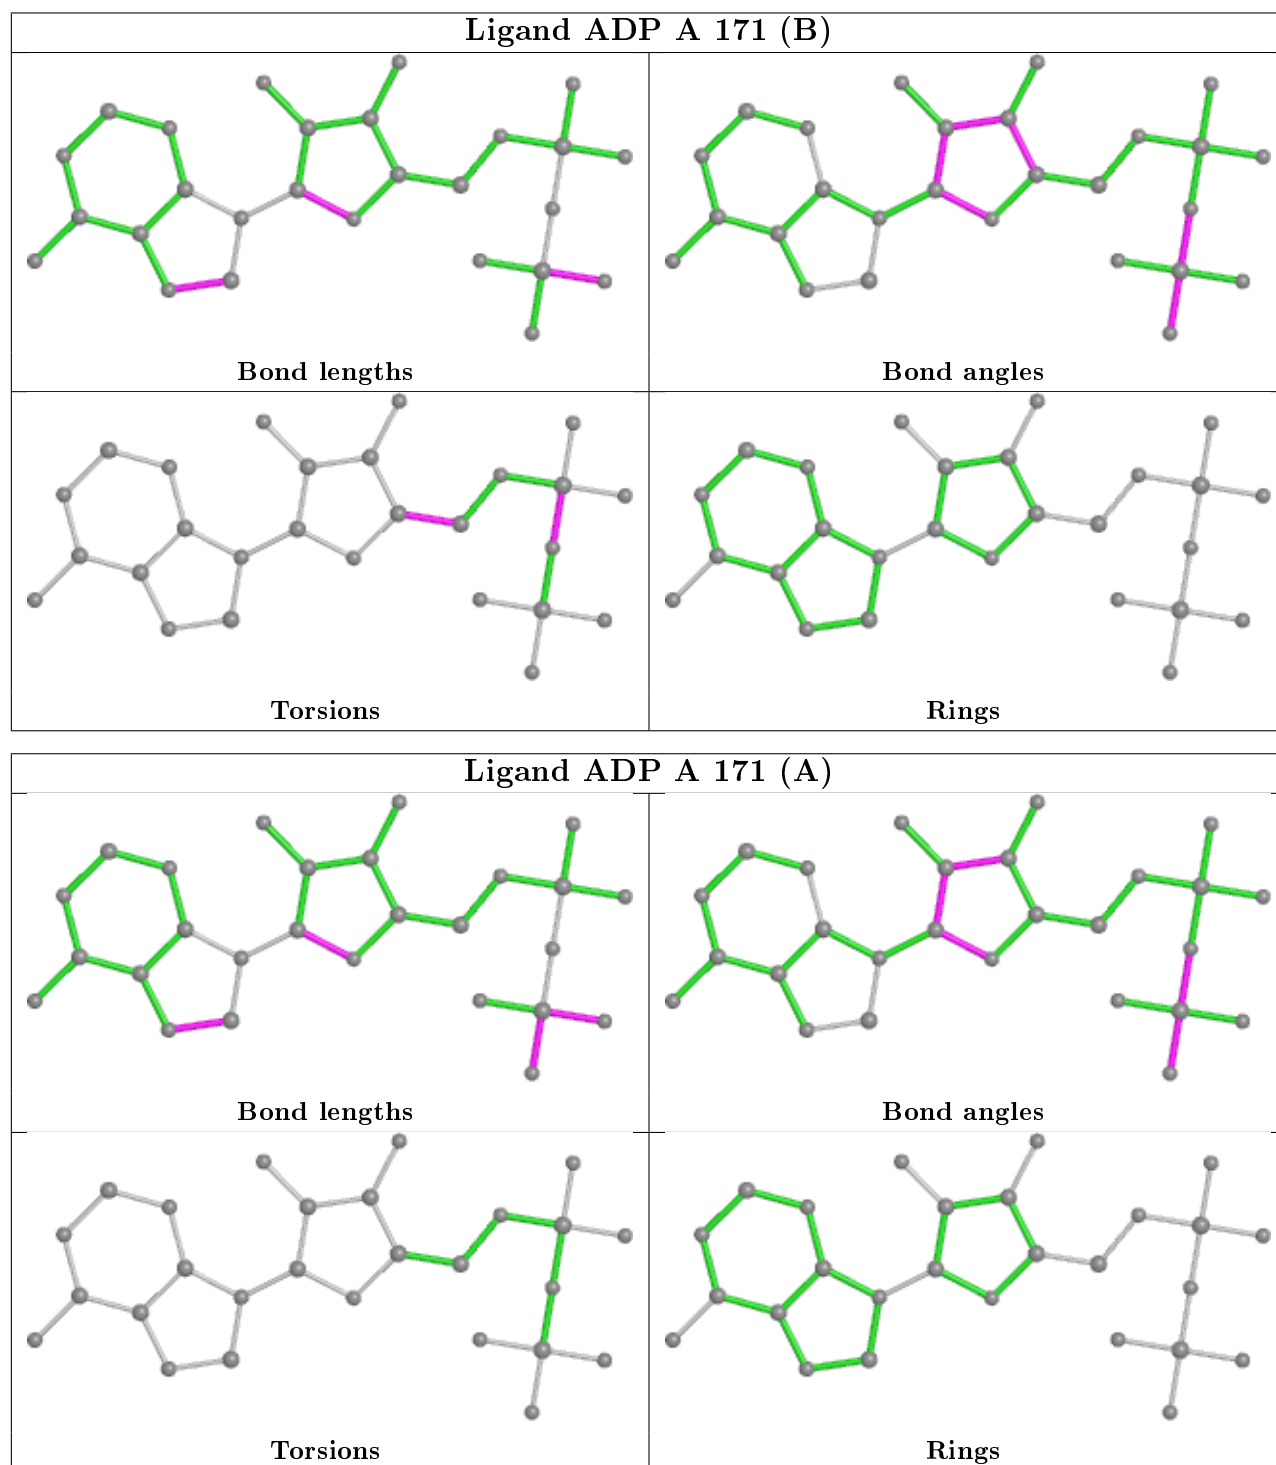 Ligand ADP A 171 (B)
Bond lengths
Bond angles
Torsions
Rings
Ligand ADP A 171 (A)
Bond lengths
Bond angles
Torsions
Rings